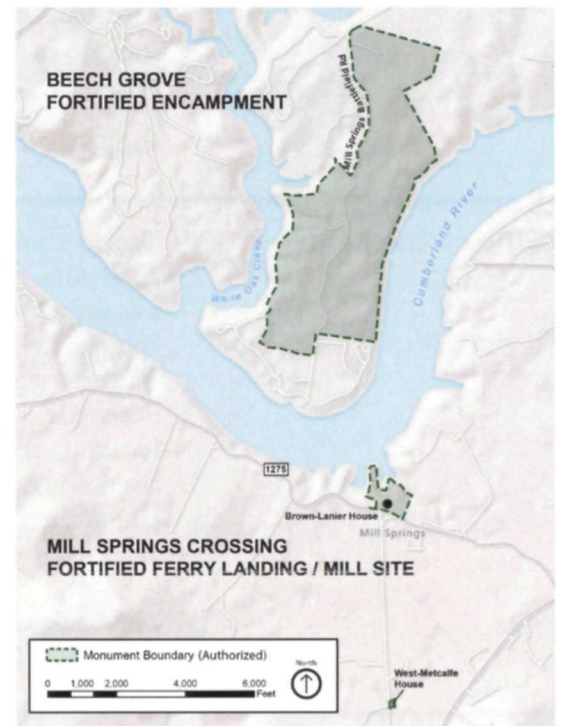 BEECH GROVE
FORTIFIED ENCAMPMENT
Mill Springs Battlefield Rd
Cumberland River
White Oak Creek
1275
Brown-Lanier House
Mill Springs
MILL SPRINGS CROSSING
FORTIFIED FERRY LANDING / MILL SITE
Monument Boundary (Authorized)
0 1,000 2,000 4,000 6,000
Feet
North
West-Metcalfe
House